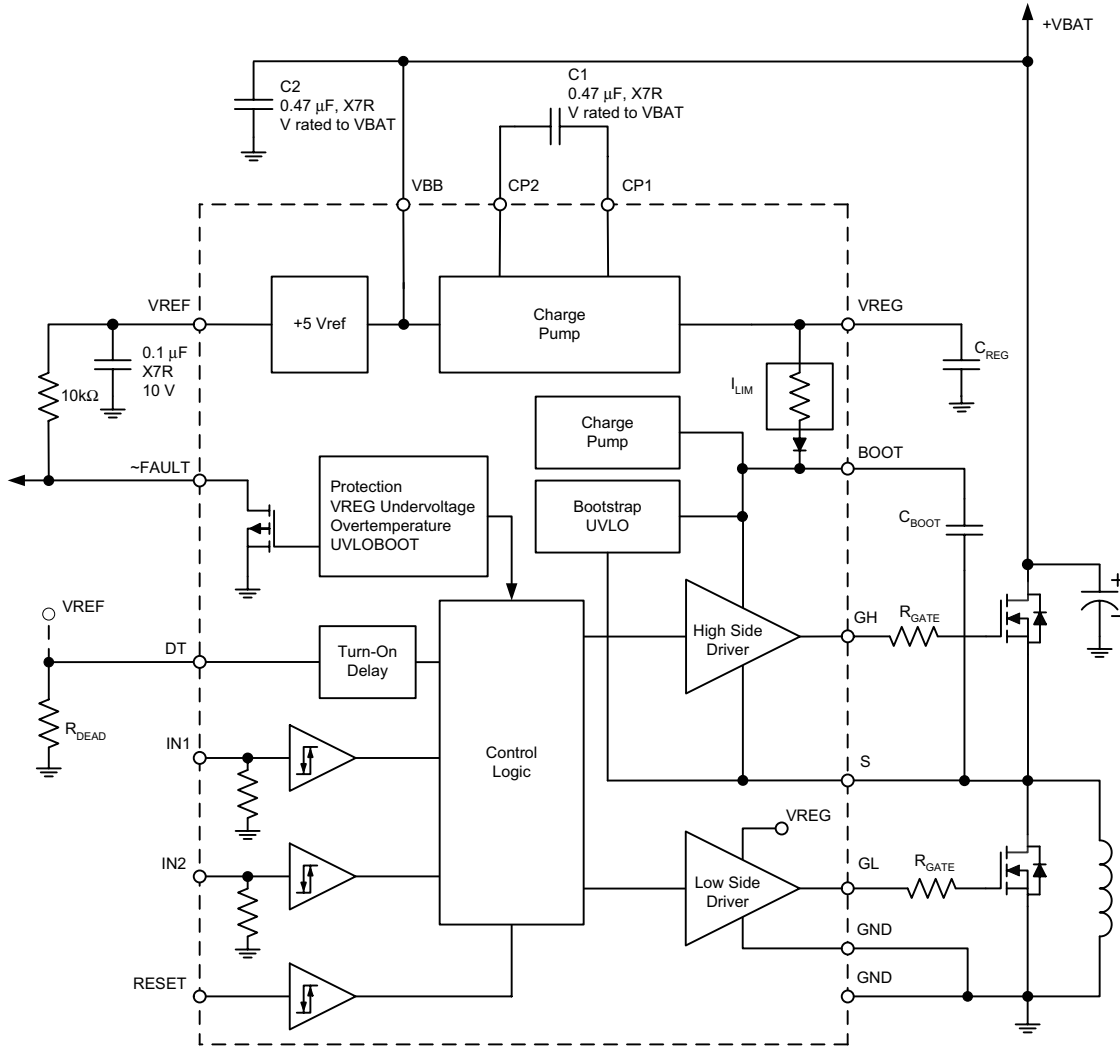 +VBAT
C2
0.47 μF, X7R
V rated to VBAT
C1
0.47 μF, X7R
V rated to VBAT
VBB
CP2
CP1
VREF
+5 Vref
Charge
Pump
VREG
0.1 μF
X7R
10 V
10kΩ
CREG
ILIM
Charge
Pump
BOOT
~FAULT
Protection
VREG Undervoltage
Overtemperature
UVLOBOOT
Bootstrap
UVLO
CBOOT
+
–
VREF
High Side
Driver
GH
RGATE
DT
Turn-On
Delay
RDEAD
IN1
Control
Logic
S
VREG
IN2
Low Side
Driver
GL
RGATE
GND
RESET
GND